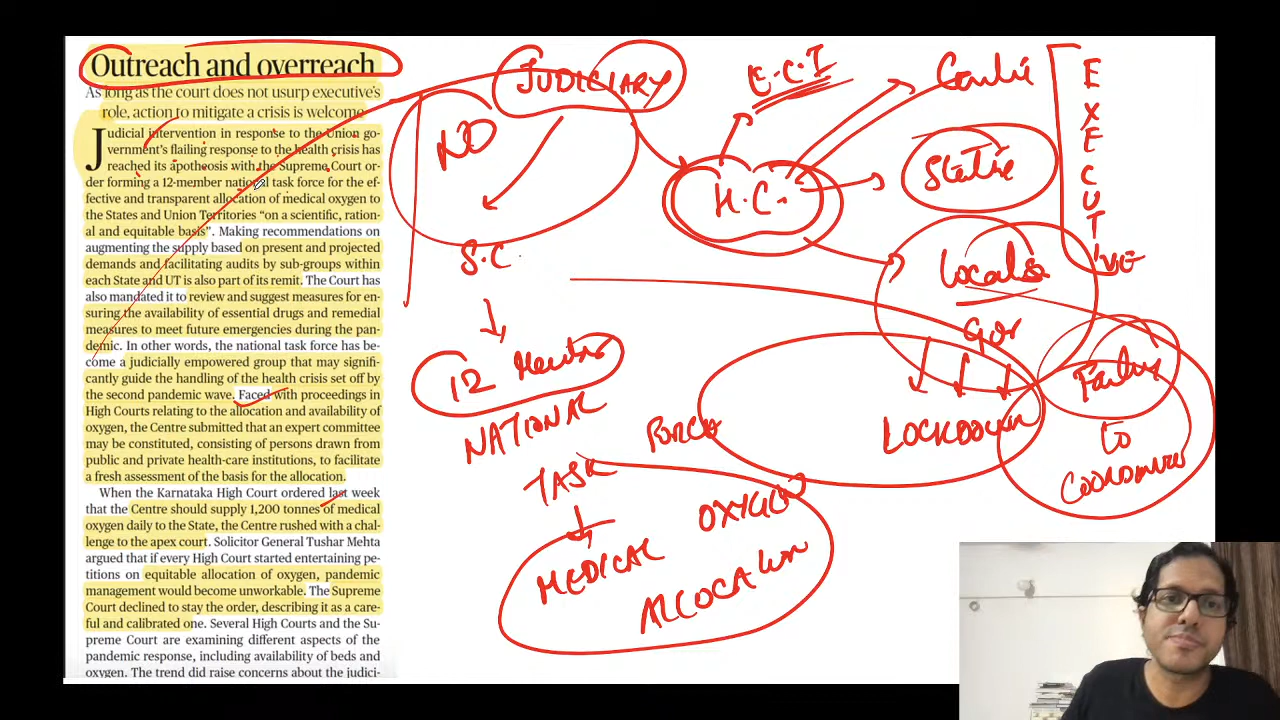 Outreach and overreach
As long as the court does not usurp executive's
role, action to mitigate a crisis is welcome
Judicial intervention in response to the Union go-
vernment's flailing response to the health crisis has
reached its apotheosis with the Supreme Court or-
der forming a 12-member national task force for the ef-
fective and transparent allocation of medical oxygen to
the States and Union Territories "on a scientific, ration-
al and equitable basis". Making recommendations on
augmenting the supply based on present and projected
demands and facilitating audits by sub-groups within
each State and UT is also part of its remit. The Court has
also mandated it to review and suggest measures for en-
suring the availability of essential drugs and remedial
measures to meet future emergencies during the pan-
demic. In other words, the national task force has be-
come a judicially empowered group that may signifi-
cantly guide the handling of the health crisis set off by
the second pandemic wave. Faced with proceedings in
High Courts relating to the allocation and availability of
oxygen, the Centre submitted that an expert committee
may be constituted, consisting of persons drawn from
public and private health-care institutions, to facilitate
a fresh assessment of the basis for the allocation.
When the Karnataka High Court ordered last week
that the Centre should supply 1,200 tonnes of medical
oxygen daily to the State, the Centre rushed with a chal-
lenge to the apex court. Solicitor General Tushar Mehta
argued that if every High Court started entertaining pe-
titions on equitable allocation of oxygen, pandemic
management would become unworkable. The Supreme
Court declined to stay the order, describing it as a care-
ful and calibrated one. Several High Courts and the Su-
preme Court are examining different aspects of the
pandemic response, including availability of beds and
oxygen. The trend did raise concerns about the judici-
JUDICIARY
NO
S.C.
12
NATIONAL
TASK
FORCE
MEDICAL
OXYGEN
ALLOCATION
E.C.I
H.C.
EXECUTIVE
LOCKDOWN
to